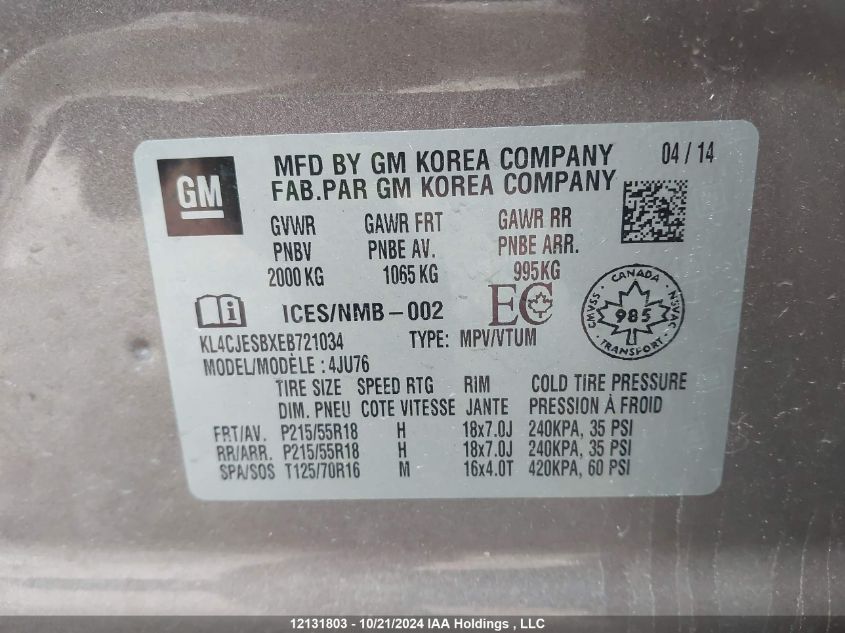 GM
MFD BY GM KOREA COMPANY 04 / 14
FAB.PAR GM KOREA COMPANY
GVWR GAWR FRT GAWR RR
PNBV PNBE AV. PNBE ARR.
2000 KG 1065 KG 995KG
ICES/NMB-002 EC
CANADA
CMVSS 985 NSVAC
TRANSPORT
KL4CJESBXEB721034 TYPE: MPV/VTUM
MODEL/MODÈLE : 4JU76
TIRE SIZE SPEED RTG RIM COLD TIRE PRESSURE
DIM. PNEU COTE VITESSE JANTE PRESSION À FROID
FRT/AV. P215/55R18 H 18x7.0J 240KPA, 35 PSI
RR/ARR. P215/55R18 H 18x7.0J 240KPA, 35 PSI
SPA/SOS T125/70R16 M 16x4.0T 420KPA, 60 PSI
12131803 - 10/21/2024 IAA Holdings , LLC